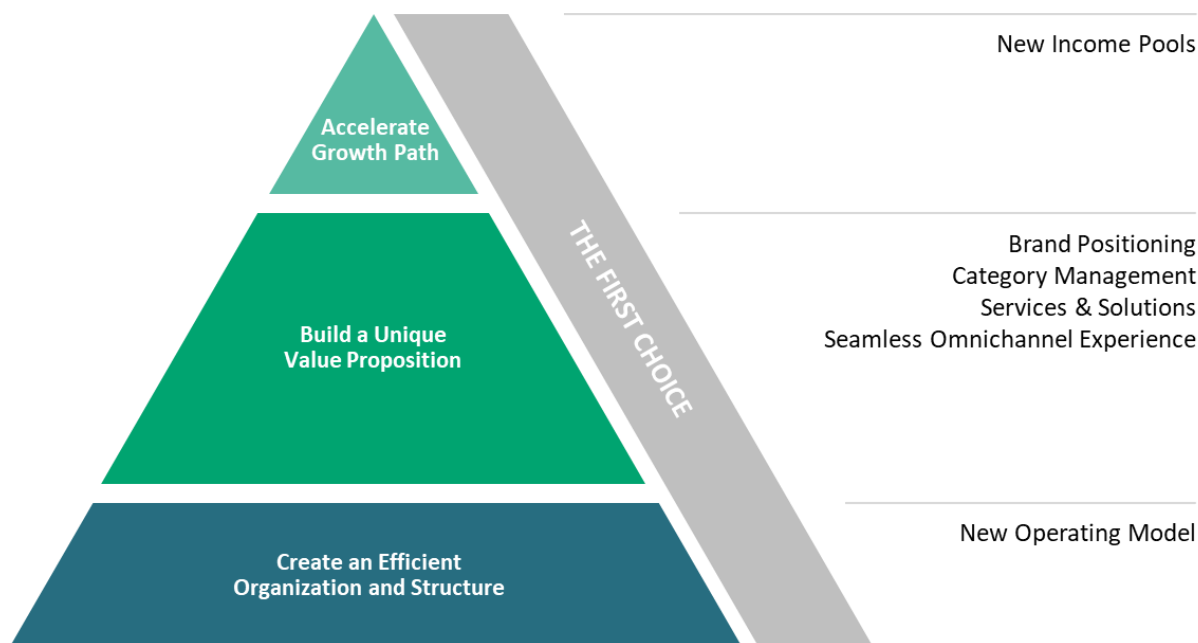 New Income Pools
Accelerate
Growth Path
THE FIRST CHOICE
Brand Positioning
Category Management
Services & Solutions
Seamless Omnichannel Experience
Build a Unique
Value Proposition
New Operating Model
Create an Efficient
Organization and Structure